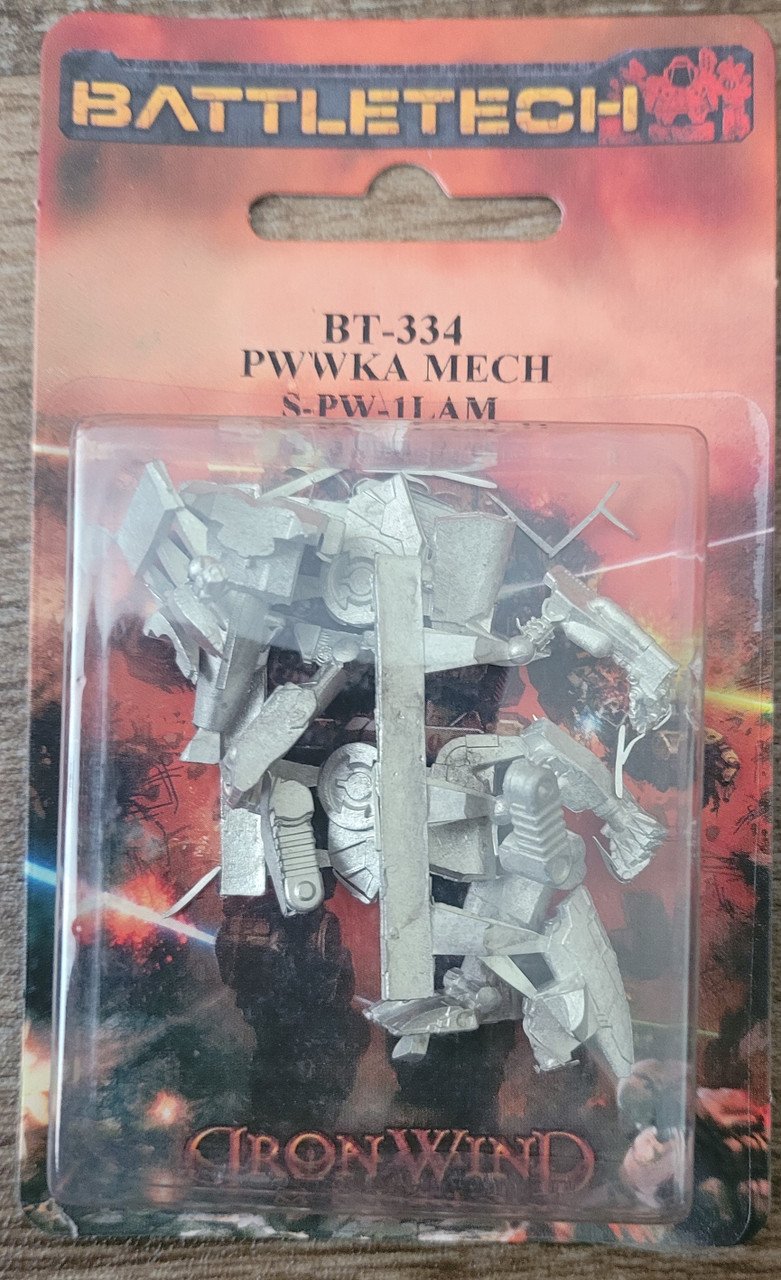 BATTLETECH
BT-334
PWWKA MECH
S-PW-1LAM
IRONWIND